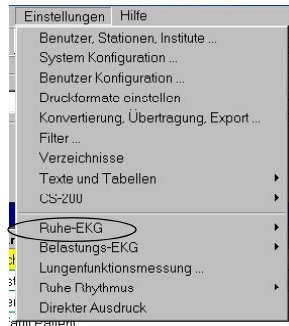 Einstellungen Hilfe
Benutzer, Stationen, Institute ...
System Konfiguration ...
Benutzer Konfiguration ...
Druckformate einstellen
Konvertierung, Übertragung, Export ...
Filter ...
Verzeichnisse
Texte und Tabellen
CS-200
Ruhe-EKG
Belastungs-EKG
Lungenfunktionsmessung ...
Ruhe Rhythmus
Direkter Ausdruck